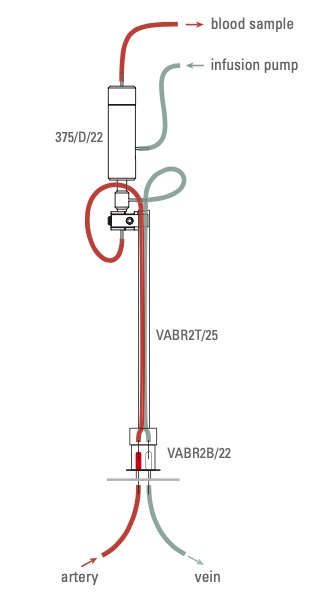 blood sample
infusion pump
375/D/22
VABR2T/25
VABR2B/22
artery
vein